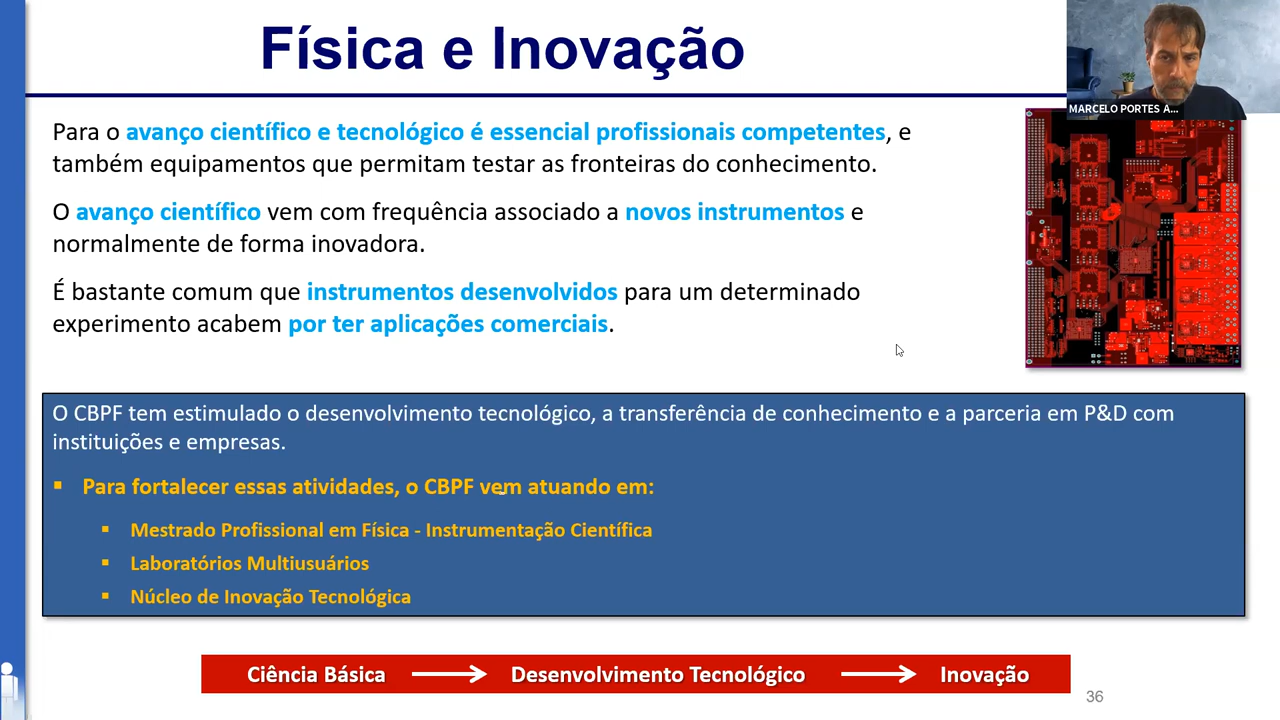 Física e Inovação
MARCELO PORTES A...
Para o avanço científico e tecnológico é essencial profissionais competentes, e
também equipamentos que permitam testar as fronteiras do conhecimento.
O avanço científico vem com frequência associado a novos instrumentos e
normalmente de forma inovadora.
É bastante comum que instrumentos desenvolvidos para um determinado
experimento acabem por ter aplicações comerciais.
O CBPF tem estimulado o desenvolvimento tecnológico, a transferência de conhecimento e a parceria em P&D com
instituições e empresas.
▪ Para fortalecer essas atividades, o CBPF vem atuando em:
▪ Mestrado Profissional em Física - Instrumentação Científica
▪ Laboratórios Multiusuários
▪ Núcleo de Inovação Tecnológica
Ciência Básica → Desenvolvimento Tecnológico → Inovação
36